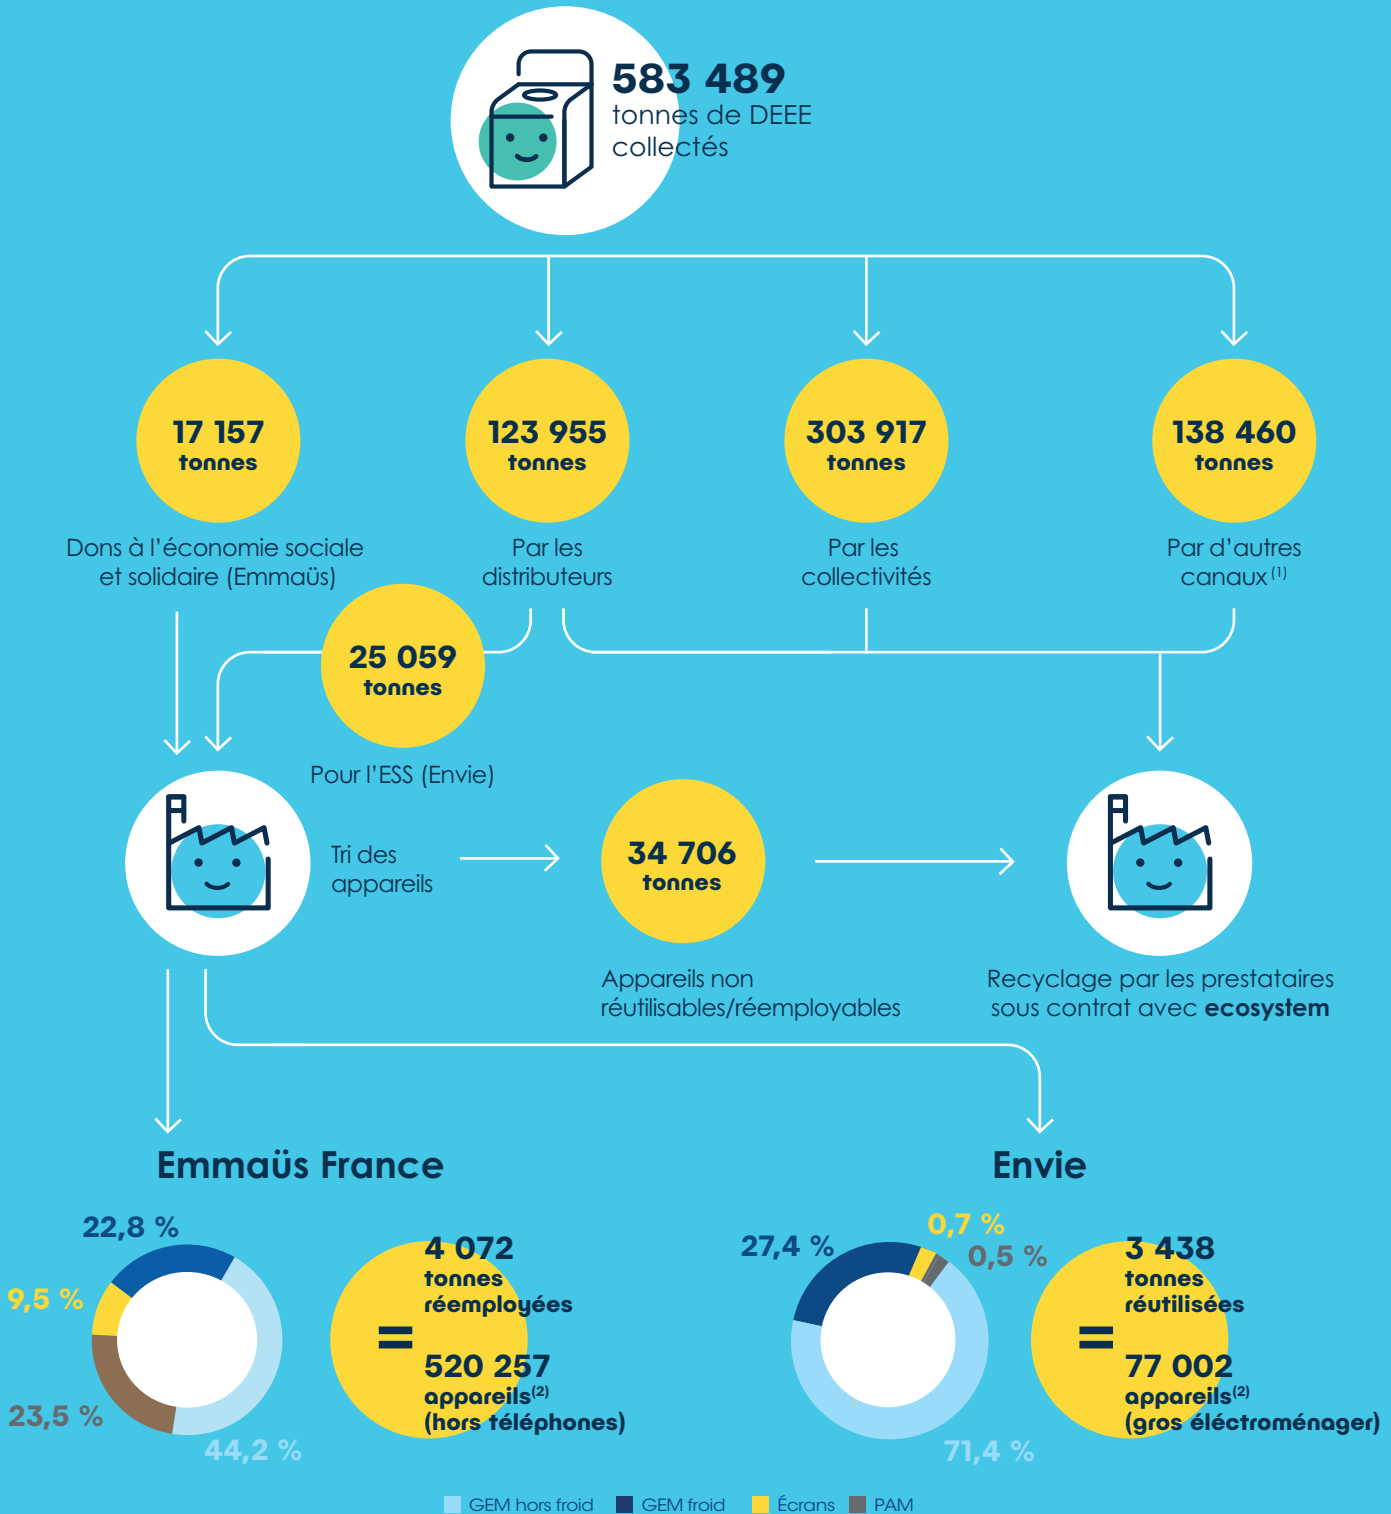 583 489
tonnes de DEEE
collectés
17 157
tonnes
123 955
tonnes
303 917
tonnes
138 460
tonnes
Dons à l’économie sociale
et solidaire (Emmaüs)
Par les
distributeurs
Par les
collectivités
Par d’autres
canaux (1)
25 059
tonnes
Pour l’ESS (Envie)
Tri des
appareils
34 706
tonnes
Appareils non
réutilisables/réemployables
Recyclage par les prestataires
sous contrat avec ecosystem
Emmaüs France
22,8 %
9,5 %
23,5 %
44,2 %
=
4 072
tonnes
réemployées
520 257
appareils(2)
(hors téléphones)
Envie
27,4 %
0,7 %
0,5 %
71,4 %
=
3 438
tonnes
réutilisées
77 002
appareils(2)
(gros éléctroménager)
GEM hors froid GEM froid Écrans PAM